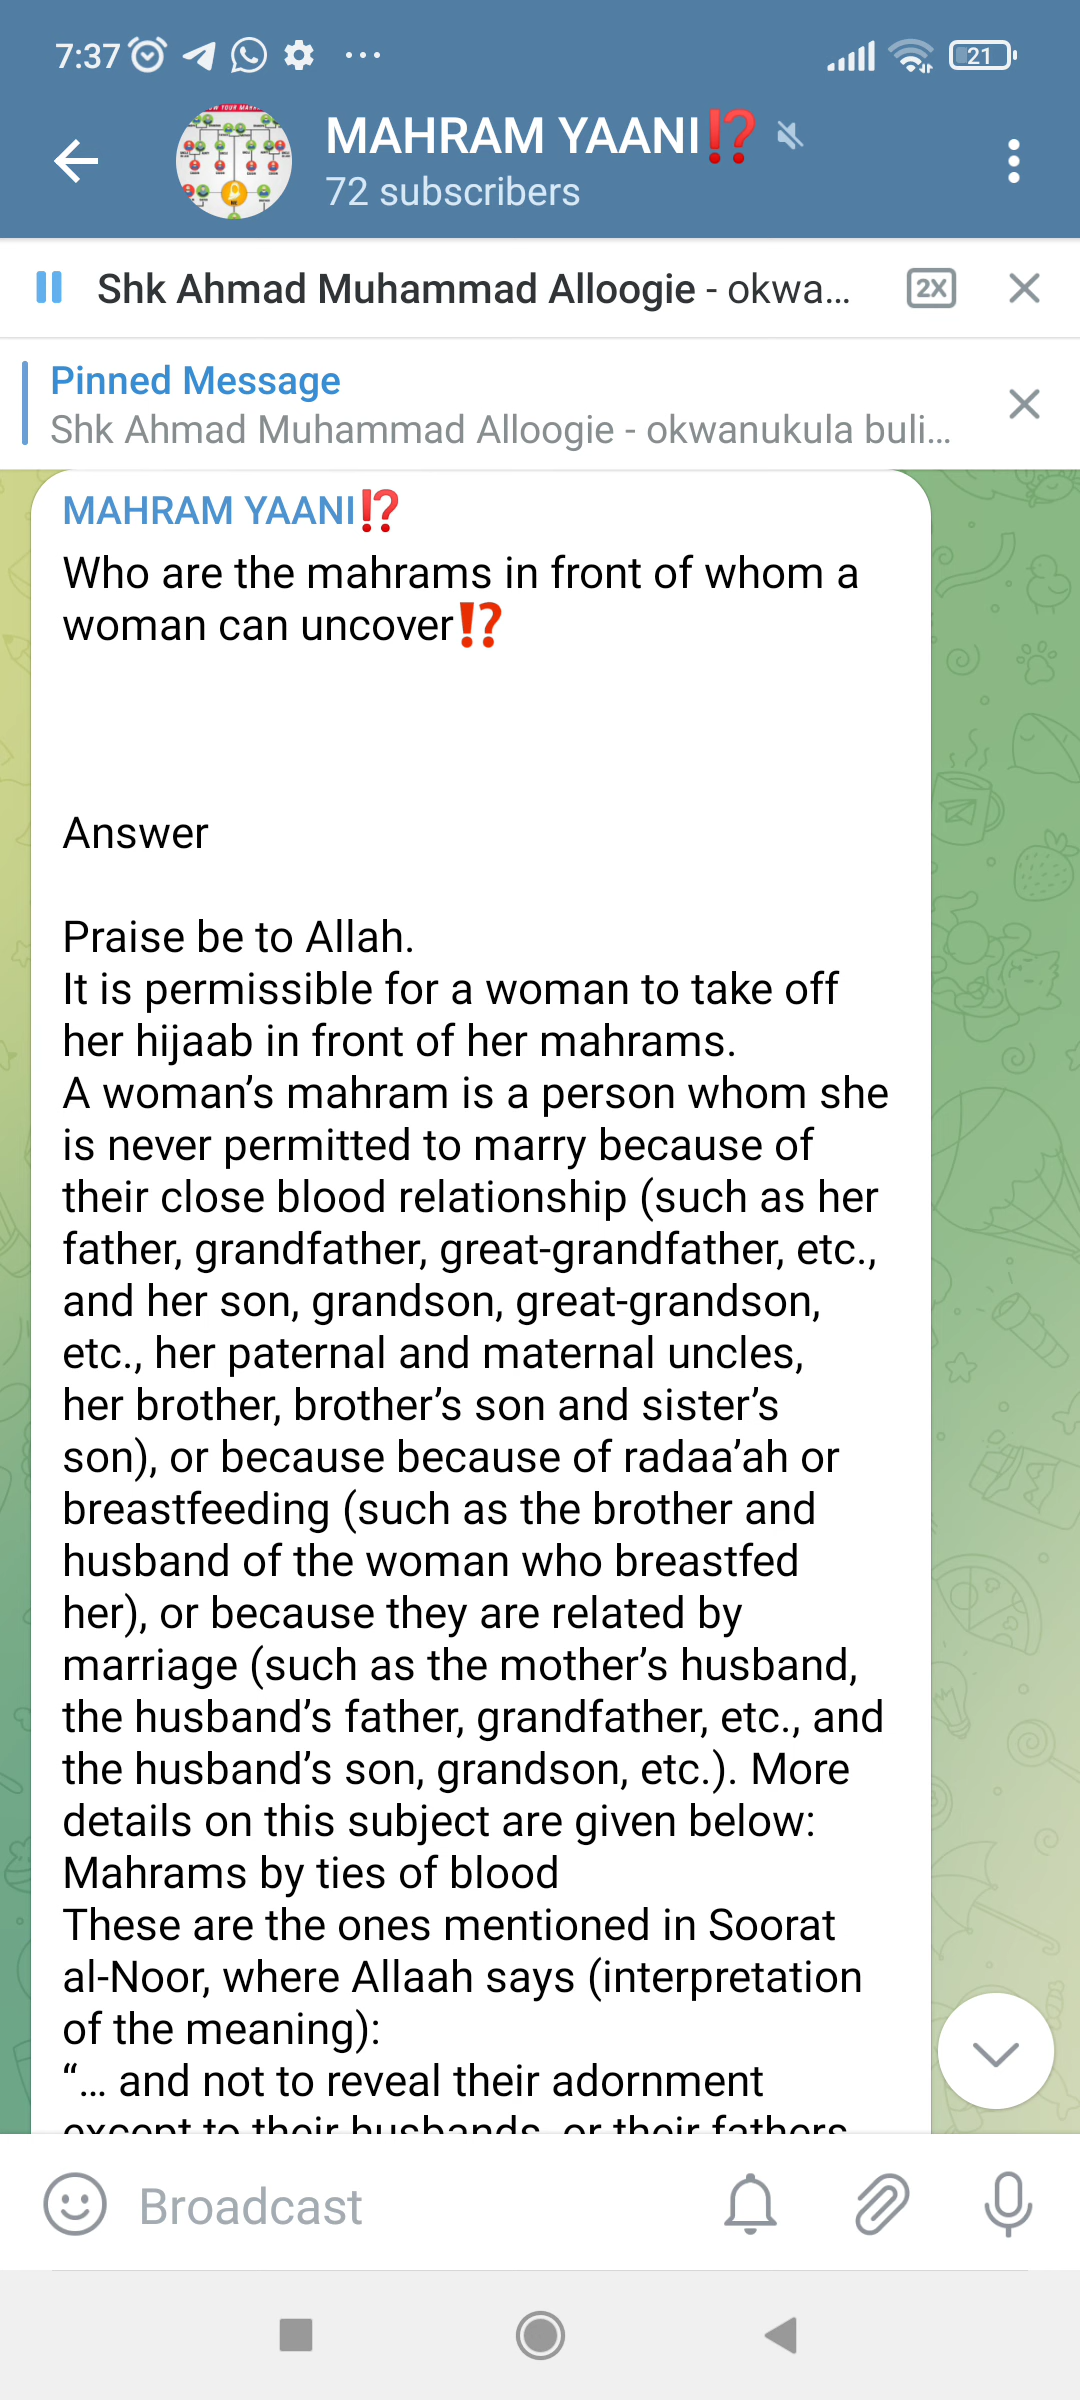 7:37 ...
21
MAHRAM YAANI⁉️
72 subscribers
Shk Ahmad Muhammad Alloogie - okwa...
2X
Pinned Message
Shk Ahmad Muhammad Alloogie - okwanukula buli...
MAHRAM YAANI⁉️
Who are the mahrams in front of whom a
woman can uncover⁉️
Answer
Praise be to Allah.
It is permissible for a woman to take off
her hijaab in front of her mahrams.
A woman’s mahram is a person whom she
is never permitted to marry because of
their close blood relationship (such as her
father, grandfather, great-grandfather, etc.,
and her son, grandson, great-grandson,
etc., her paternal and maternal uncles,
her brother, brother’s son and sister’s
son), or because because of radaa’ah or
breastfeeding (such as the brother and
husband of the woman who breastfed
her), or because they are related by
marriage (such as the mother’s husband,
the husband’s father, grandfather, etc., and
the husband’s son, grandson, etc.). More
details on this subject are given below:
Mahrams by ties of blood
These are the ones mentioned in Soorat
al-Noor, where Allaah says (interpretation
of the meaning):
“... and not to reveal their adornment
except to their husbands, or their fathers,
Broadcast